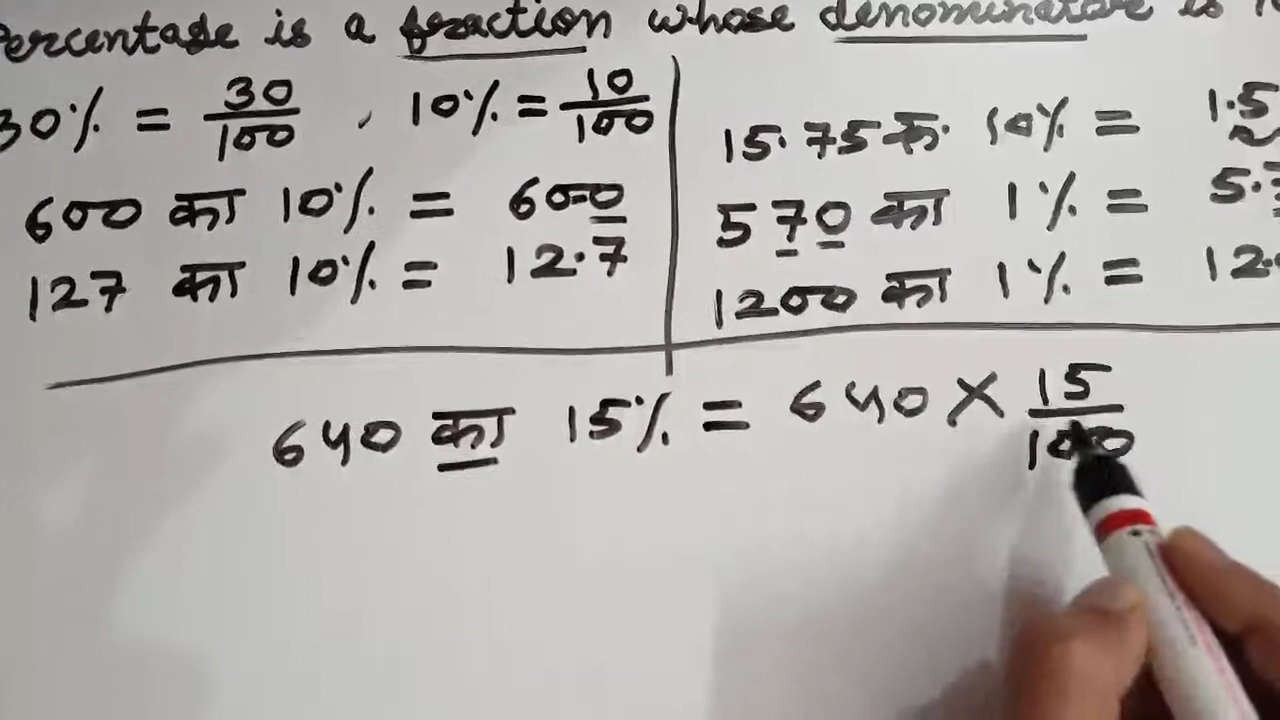 Percentage is a fraction whose denominator is
30% = 30/100 , 10% = 10/100
600 का 10% = 600
127 का 10% = 12.7
15.75 का 10% = 1.5
570 का 1% = 5.
1200 का 1% = 12.
640 का 15% = 640 × 15/100